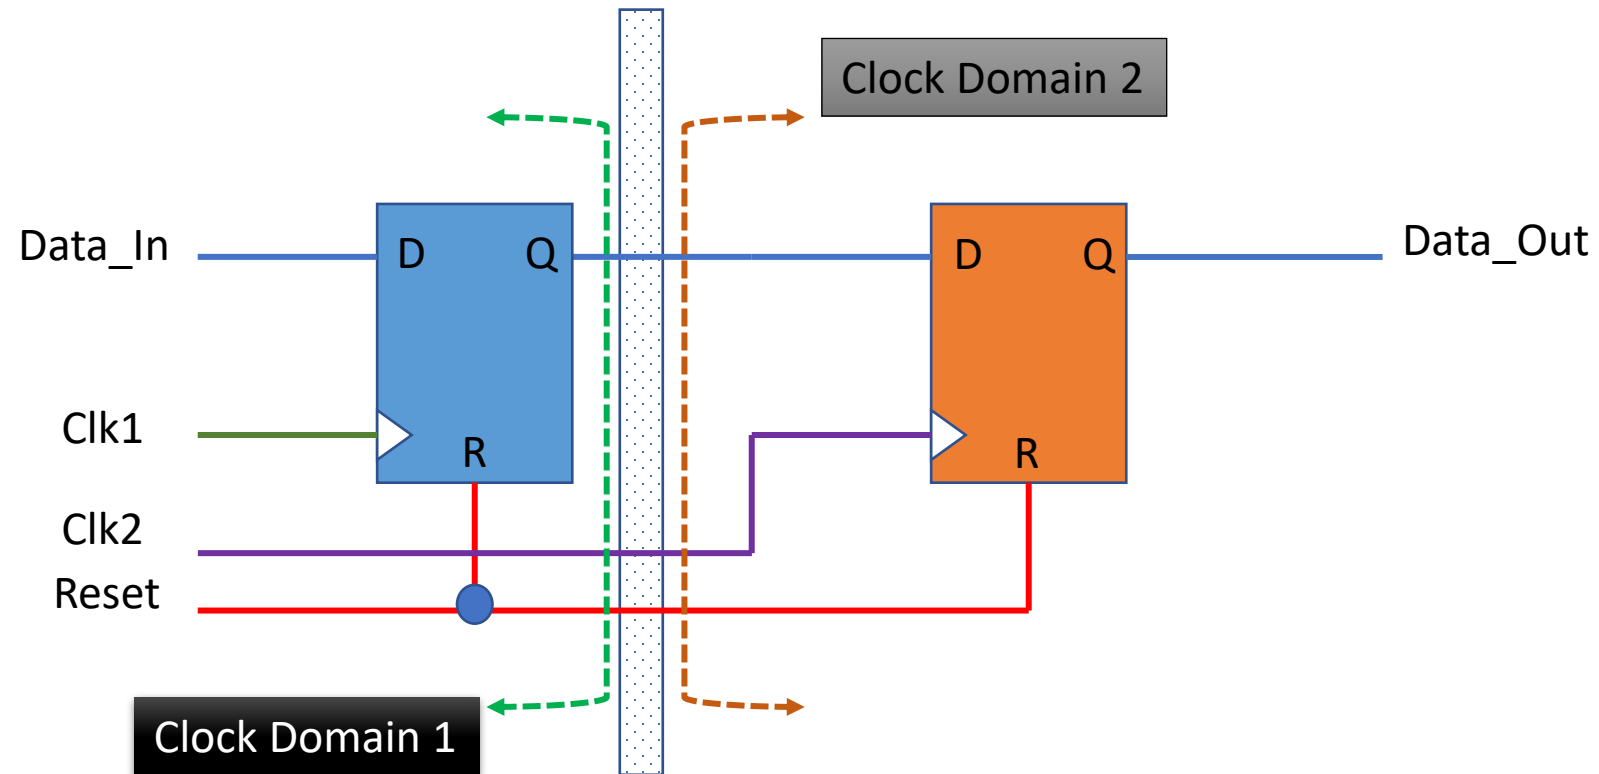 Clock Domain 2
Data_In
D
Q
D
Q
Data_Out
Clk1
R
R
Clk2
Reset
Clock Domain 1